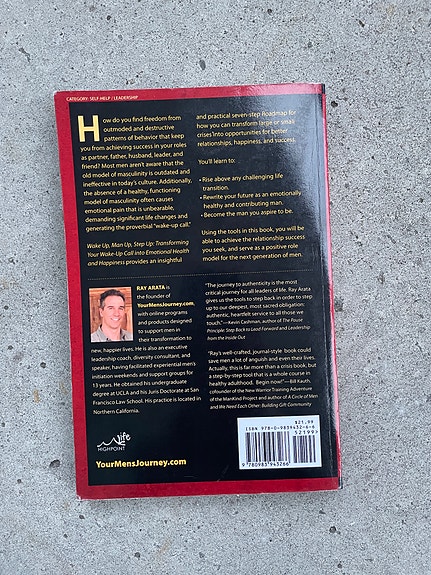 CATEGORY: SELF HELP / LEADERSHIP
How do you find freedom from
outmoded and destructive
patterns of behavior that keep
you from achieving success in your roles
as partner, father, husband, leader, and
friend? Most men aren't aware that the
old model of masculinity is outdated and
ineffective in today's culture. Additionally,
the absence of a healthy, functioning
model of masculinity often causes
emotional pain that is unbearable,
demanding significant life changes and
generating the proverbial "wake-up call."
Wake Up, Man Up, Step Up: Transforming
Your Wake-Up Call into Emotional Health
and Happiness provides an insightful
and practical seven-step Roadmap for
how you can transform large or small
crises into opportunities for better
relationships, happiness, and success.
You'll learn to:
• Rise above any challenging life
transition.
• Rewrite your future as an emotionally
healthy and contributing man.
• Become the man you aspire to be.
Using the tools in this book, you will be
able to achieve the relationship success
you seek, and serve as a positive role
model for the next generation of men.
RAY ARATA
is the founder of
YourMensJourney.com,
with online programs
and products designed
to support men in
their transformation to
new, happier lives. He is also an executive
leadership coach, diversity consultant, and
speaker, having facilitated experiential men's
initiation weekends and support groups for
13 years. He obtained his undergraduate
degree at UCLA and his Juris Doctorate at San
Francisco Law School. His practice is located in
Northern California.
"The journey to authenticity is the most
critical journey for all leaders of life. Ray Arata
gives us the tools to step back in order to step
up to our deepest, most sacred obligation:
authentic, heartfelt service to all those we
touch."—Kevin Cashman, author of The Pause
Principle: Step Back to Lead Forward and Leadership
from the Inside Out
"Ray's well-crafted, journal-style book could
save men a lot of anguish and even their lives.
Actually, this is far more than a crisis book, but
a step-by-step tool that is a whole course in
healthy adulthood. Begin now!"—Bill Kauth,
cofounder of the New Warrior Training Adventure
of the ManKind Project and author of A Circle of Men
and We Need Each Other: Building Gift Community
life
HIGHPOINT
YourMensJourney.com
$21.99
ISBN 978-0-9839432-6-6
52199
9 780983 943266